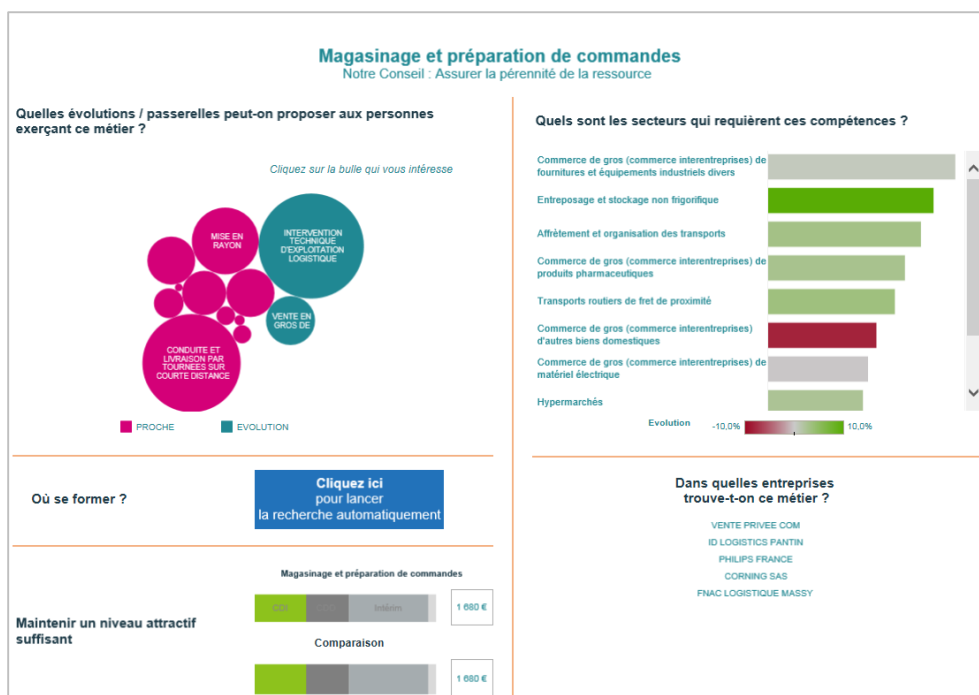 Magasinage et préparation de commandes
Notre Conseil : Assurer la pérennité de la ressource
Quelles évolutions / passerelles peut-on proposer aux personnes
exerçant ce métier ?
Cliquez sur la bulle qui vous intéresse
MISE EN
RAYON
INTERVENTION
TECHNIQUE
D'EXPLOITATION
LOGISTIQUE
VENTE EN
GROS DE
CONDUITE ET
LIVRAISON PAR
TOURNÉES SUR
COURTE DISTANCE
PROCHE
EVOLUTION
Quels sont les secteurs qui requièrent ces compétences ?
Commerce de gros (commerce interentreprises) de
fournitures et équipements industriels divers
Entreposage et stockage non frigorifique
Affrètement et organisation des transports
Commerce de gros (commerce interentreprises) de
produits pharmaceutiques
Transports routiers de fret de proximité
Commerce de gros (commerce interentreprises)
d'autres biens domestiques
Commerce de gros (commerce interentreprises) de
matériel électrique
Hypermarchés
Evolution
-10,0%
10,0%
Où se former ?
Cliquez ici
pour lancer
la recherche automatiquement
Dans quelles entreprises
trouve-t-on ce métier ?
VENTE PRIVEE COM
ID LOGISTICS PANTIN
PHILIPS FRANCE
CORNING SAS
FNAC LOGISTIQUE MASSY
Maintenir un niveau attractif
suffisant
Magasinage et préparation de commandes
CDI
CDD
Intérim
1 680 €
Comparaison
1 680 €